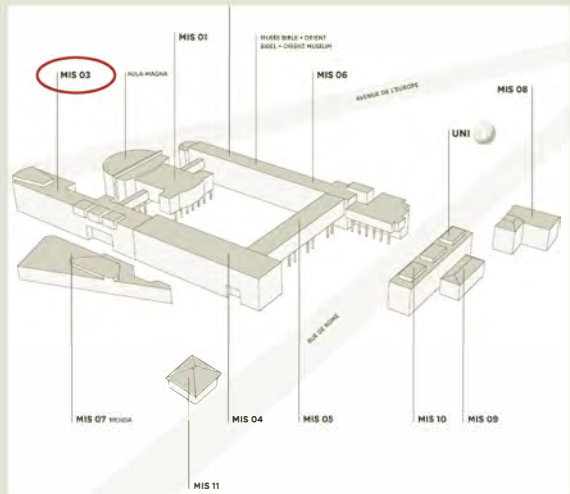 MIS 01
MUSÉE BIBLE + ORIENT
BIBEL + ORIENT MUSEUM
MIS 03
AULA MAGNA
MIS 06
AVENUE DE L'EUROPE
MIS 08
UNI
RUE DE ROME
MIS 07 MENSA
MIS 04
MIS 05
MIS 10
MIS 09
MIS 11